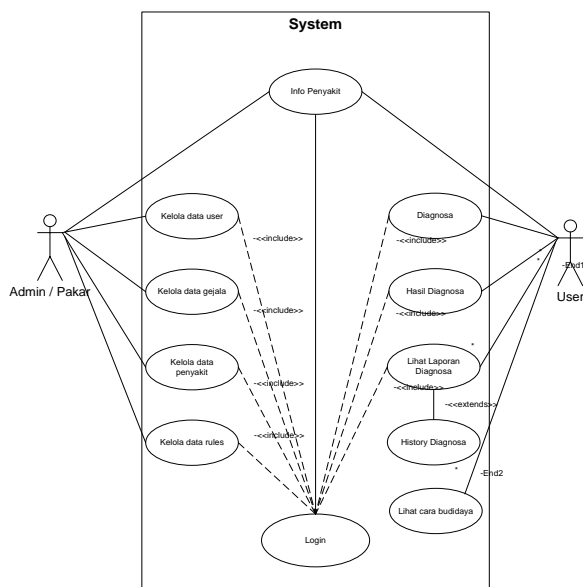 System
Info Penyakit
Kelola data user
Diagnosa
-<<include>>
-<<include>>
*
*
-End1
Admin / Pakar
User
Kelola data gejala
Hasil Diagnosa
-<<include>>
-<<include>>
*
Kelola data
penyakit
Lihat Laporan
Diagnosa
-<<include>>
-<<include>>
-<<extends>>
Kelola data rules
History Diagnosa
-<<include>>
*
-End2
Lihat cara budidaya
Login